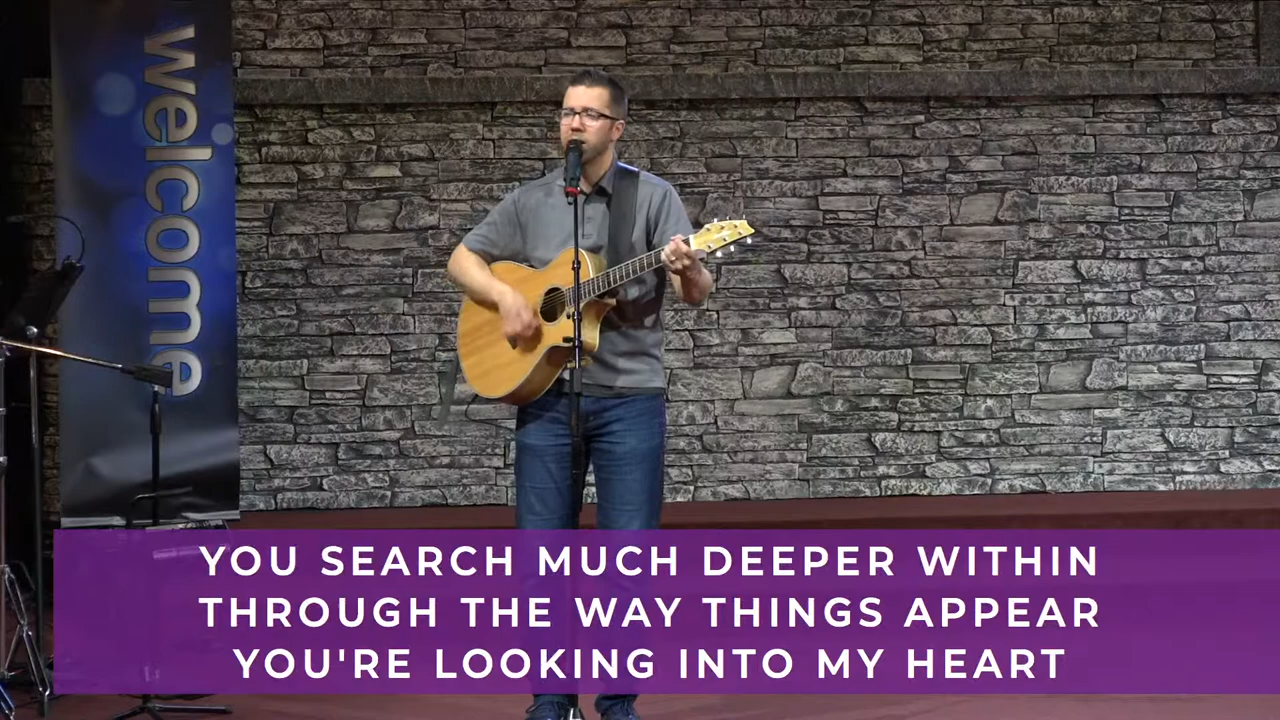 welcome
YOU SEARCH MUCH DEEPER WITHIN
THROUGH THE WAY THINGS APPEAR
YOU'RE LOOKING INTO MY HEART